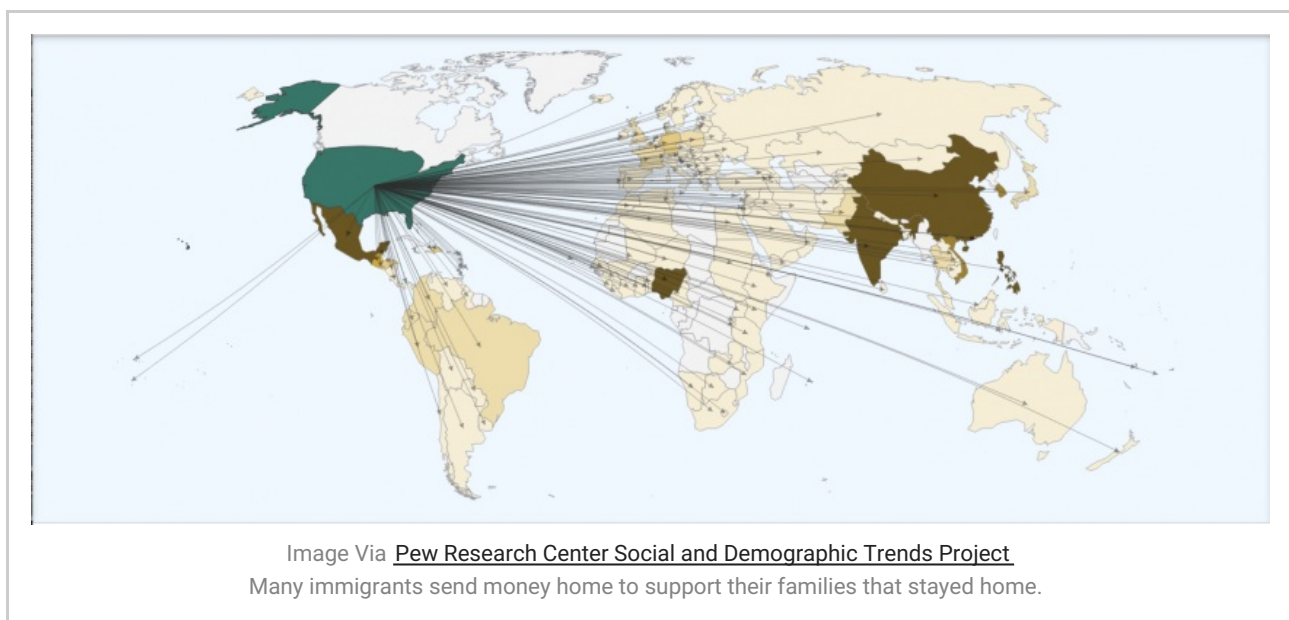 Image Via Pew Research Center Social and Demographic Trends Project
Many immigrants send money home to support their families that stayed home.